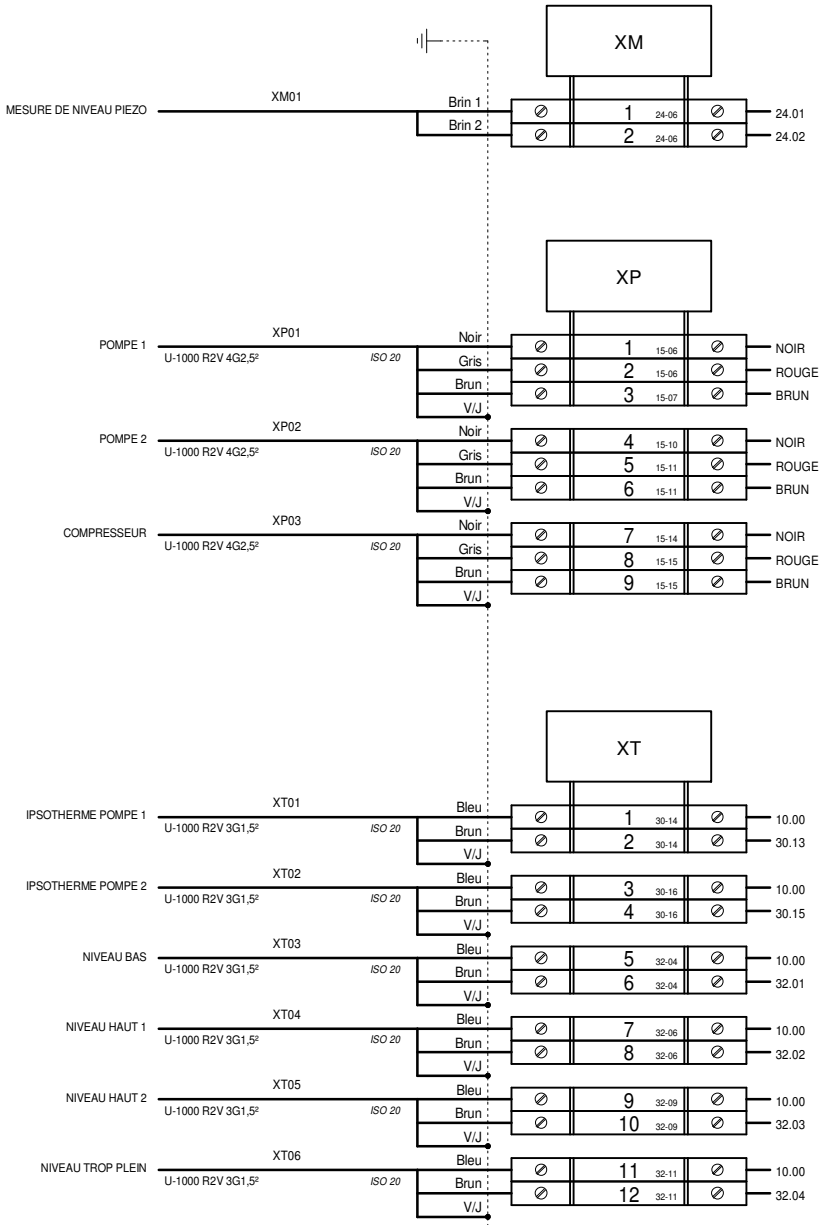 XM
XM01
MESURE DE NIVEAU PIEZO
Brin 1
1 24-06
24.01
Brin 2
2 24-06
24.02
XP
XP01
POMPE 1
U-1000 R2V 4G2,5²
ISO 20
Noir
1 15-06
NOIR
Gris
2 15-06
ROUGE
Brun
3 15-07
BRUN
V/J
XP02
POMPE 2
U-1000 R2V 4G2,5²
ISO 20
Noir
4 15-10
NOIR
Gris
5 15-11
ROUGE
Brun
6 15-11
BRUN
V/J
XP03
COMPRESSEUR
U-1000 R2V 4G2,5²
ISO 20
Noir
7 15-14
NOIR
Gris
8 15-15
ROUGE
Brun
9 15-15
BRUN
V/J
XT
XT01
IPSOTHERME POMPE 1
U-1000 R2V 3G1,5²
ISO 20
Bleu
1 30-14
10.00
Brun
2 30-14
30.13
V/J
XT02
IPSOTHERME POMPE 2
U-1000 R2V 3G1,5²
ISO 20
Bleu
3 30-16
10.00
Brun
4 30-16
30.15
V/J
XT03
NIVEAU BAS
U-1000 R2V 3G1,5²
ISO 20
Bleu
5 32-04
10.00
Brun
6 32-04
32.01
V/J
XT04
NIVEAU HAUT 1
U-1000 R2V 3G1,5²
ISO 20
Bleu
7 32-06
10.00
Brun
8 32-06
32.02
V/J
XT05
NIVEAU HAUT 2
U-1000 R2V 3G1,5²
ISO 20
Bleu
9 32-09
10.00
Brun
10 32-09
32.03
V/J
XT06
NIVEAU TROP PLEIN
U-1000 R2V 3G1,5²
ISO 20
Bleu
11 32-11
10.00
Brun
12 32-11
32.04
V/J